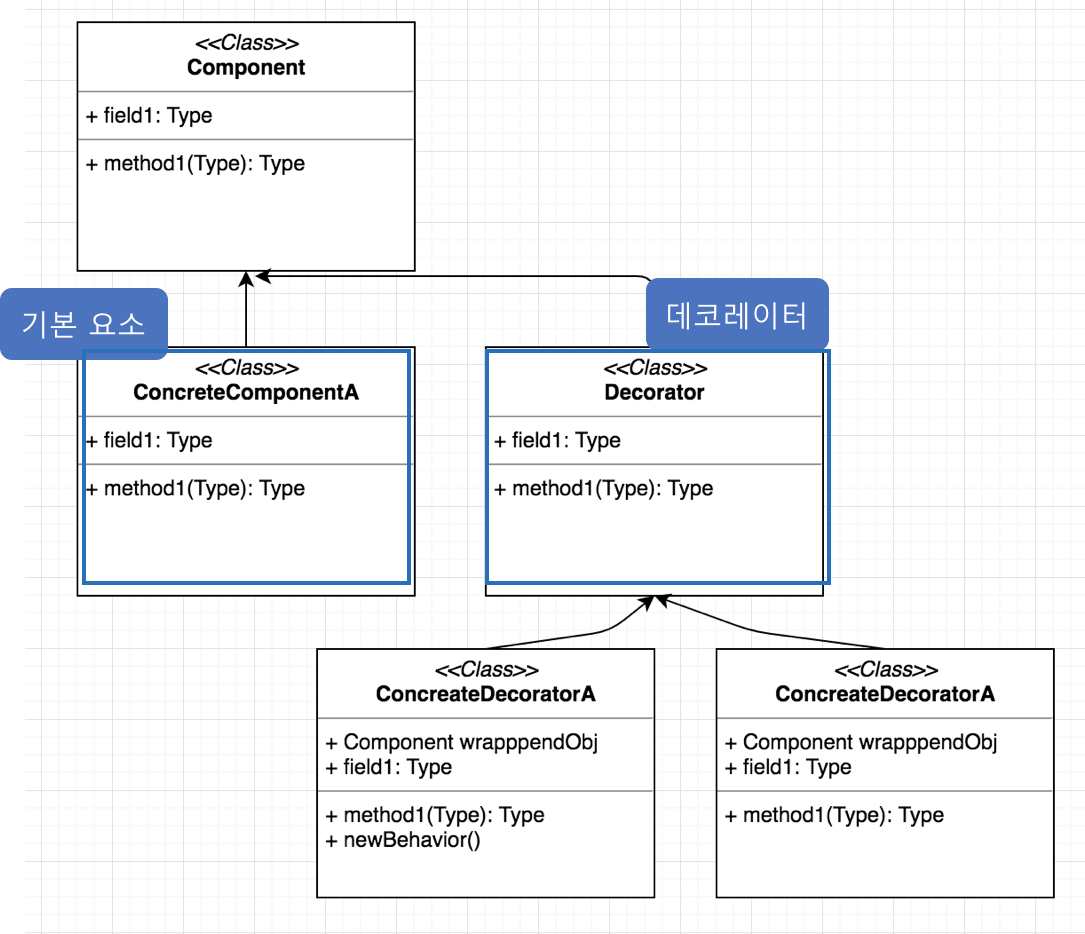 <<Class>>
Component
+ field1: Type
+ method1(Type): Type
기본 요소
데코레이터
<<Class>>
ConcreteComponentA
+ field1: Type
+ method1(Type): Type
<<Class>>
Decorator
+ field1: Type
+ method1(Type): Type
<<Class>>
ConcreateDecoratorA
+ Component wrapppendObj
+ field1: Type
+ method1(Type): Type
+ newBehavior()
<<Class>>
ConcreateDecoratorA
+ Component wrapppendObj
+ field1: Type
+ method1(Type): Type